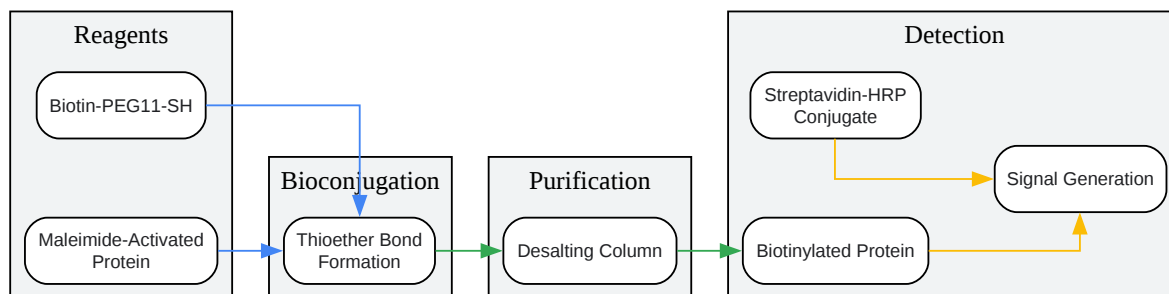 Reagents
Biotin-PEG11-SH
Maleimide-Activated
Protein
Bioconjugation
Thioether Bond
Formation
Purification
Desalting Column
Detection
Streptavidin-HRP
Conjugate
Signal Generation
Biotinylated Protein